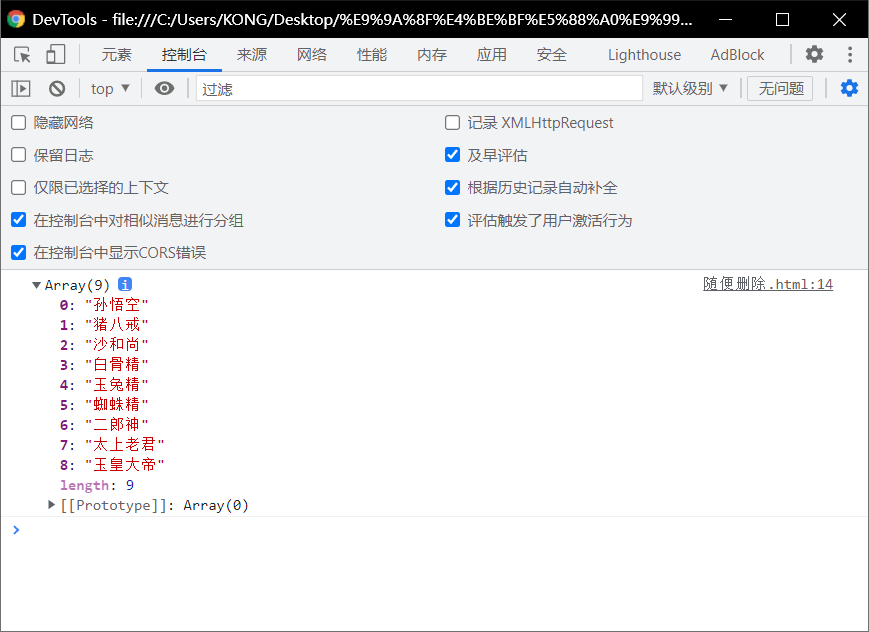 DevTools - file:///C:/Users/KONG/Desktop/%E9%9A%8F%E4%BE%BF%E5%88%A0%E9%99...
元素 控制台 来源 网络 性能 内存 应用 安全 Lighthouse AdBlock
top ▼ 过滤 默认级别 ▼ 无问题
隐藏网络 记录 XMLHttpRequest
保留日志 及早评估
仅限已选择的上下文 根据历史记录自动补全
在控制台中对相似消息进行分组 评估触发了用户激活行为
在控制台中显示CORS错误
▼Array(9) i 随便删除.html:14
0: "孙悟空"
1: "猪八戒"
2: "沙和尚"
3: "白骨精"
4: "玉兔精"
5: "蜘蛛精"
6: "二郎神"
7: "太上老君"
8: "玉皇大帝"
length: 9
▶[[Prototype]]: Array(0)